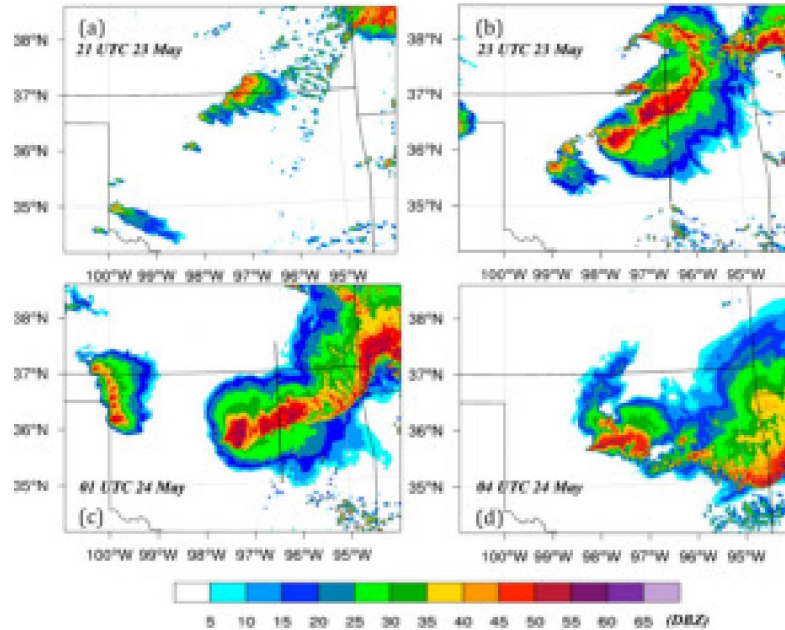 (a)
21 UTC 23 May
38°N
37°N
36°N
35°N
100°W 99°W 98°W 97°W 96°W 95°W
(b)
23 UTC 23 May
38°N
37°N
36°N
35°N
100°W 99°W 98°W 97°W 96°W 95°W
38°N
37°N
36°N
35°N
01 UTC 24 May
(c)
100°W 99°W 98°W 97°W 96°W 95°W
38°N
37°N
36°N
35°N
04 UTC 24 May
(d)
100°W 99°W 98°W 97°W 96°W 95°W
5 10 15 20 25 30 35 40 45 50 55 60 65 (DBZ)